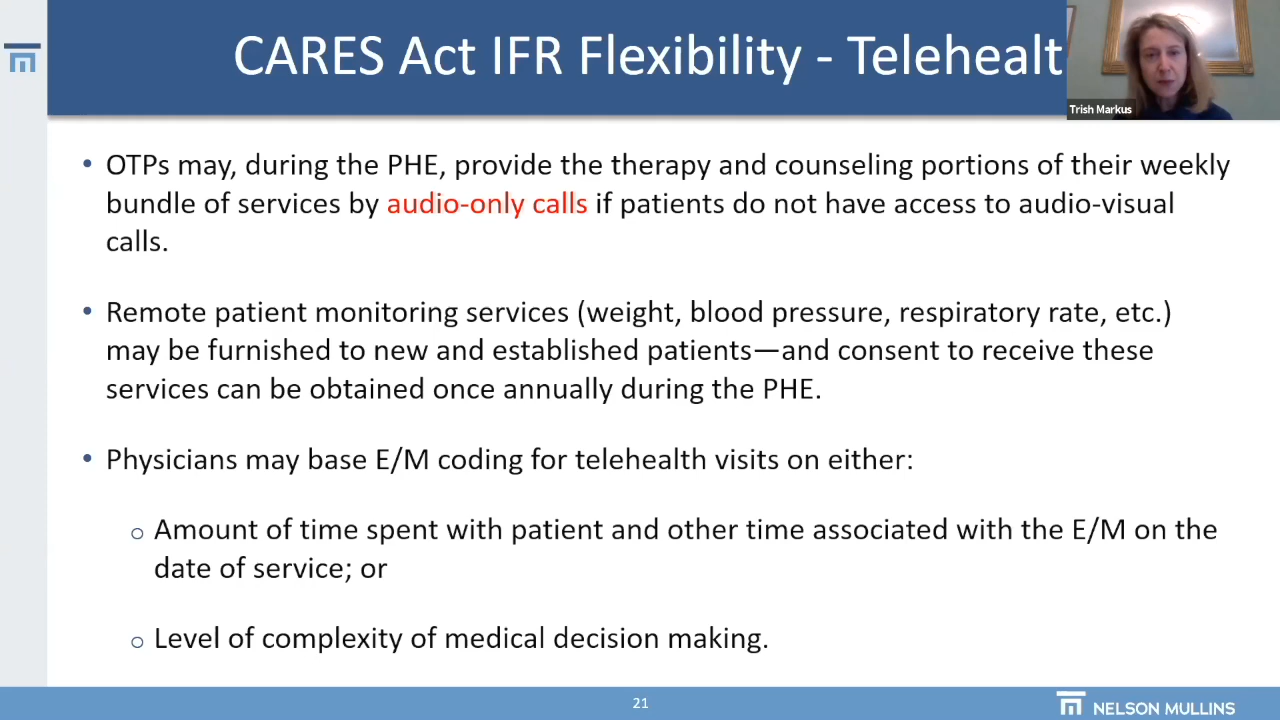 CARES Act IFR Flexibility - Telehealt
Trish Markus
• OTPs may, during the PHE, provide the therapy and counseling portions of their weekly
bundle of services by audio-only calls if patients do not have access to audio-visual
calls.
• Remote patient monitoring services (weight, blood pressure, respiratory rate, etc.)
may be furnished to new and established patients—and consent to receive these
services can be obtained once annually during the PHE.
• Physicians may base E/M coding for telehealth visits on either:
o Amount of time spent with patient and other time associated with the E/M on the
date of service; or
o Level of complexity of medical decision making.
21
NELSON MULLINS